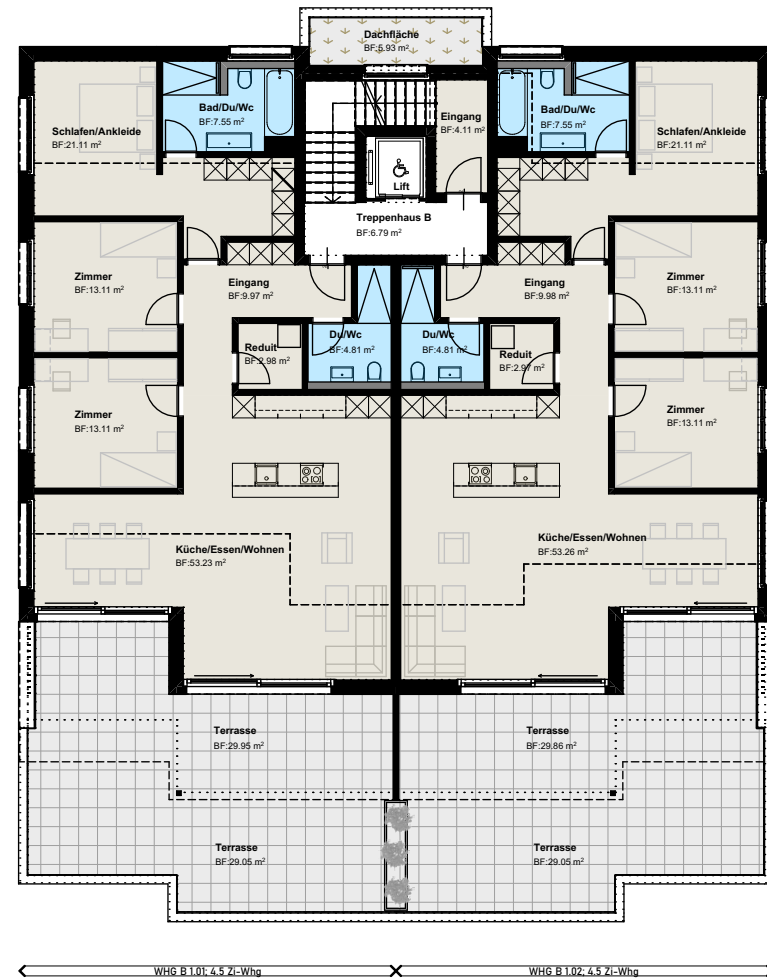 Dachfläche
BF:5.93 m²
Bad/Du/Wc
BF:7.55 m²
Eingang
BF:4.11 m²
Bad/Du/Wc
BF:7.55 m²
Schlafen/Ankleide
BF:21.11 m²
Schlafen/Ankleide
BF:21.11 m²
Lift
Treppenhaus B
BF:6.79 m²
Zimmer
BF:13.11 m²
Eingang
BF:9.97 m²
Eingang
BF:9.98 m²
Zimmer
BF:13.11 m²
Reduit
BF:2.98 m²
Du/Wc
BF:4.81 m²
Du/Wc
BF:4.81 m²
Reduit
BF:2.97 m²
Zimmer
BF:13.11 m²
Zimmer
BF:13.11 m²
Küche/Essen/Wohnen
BF:53.23 m²
Küche/Essen/Wohnen
BF:53.26 m²
Terrasse
BF:29.95 m²
Terrasse
BF:29.86 m²
Terrasse
BF:29.05 m²
Terrasse
BF:29.05 m²
WHG B 1.01; 4.5 Zi-Whg
WHG B 1.02; 4.5 Zi-Whg